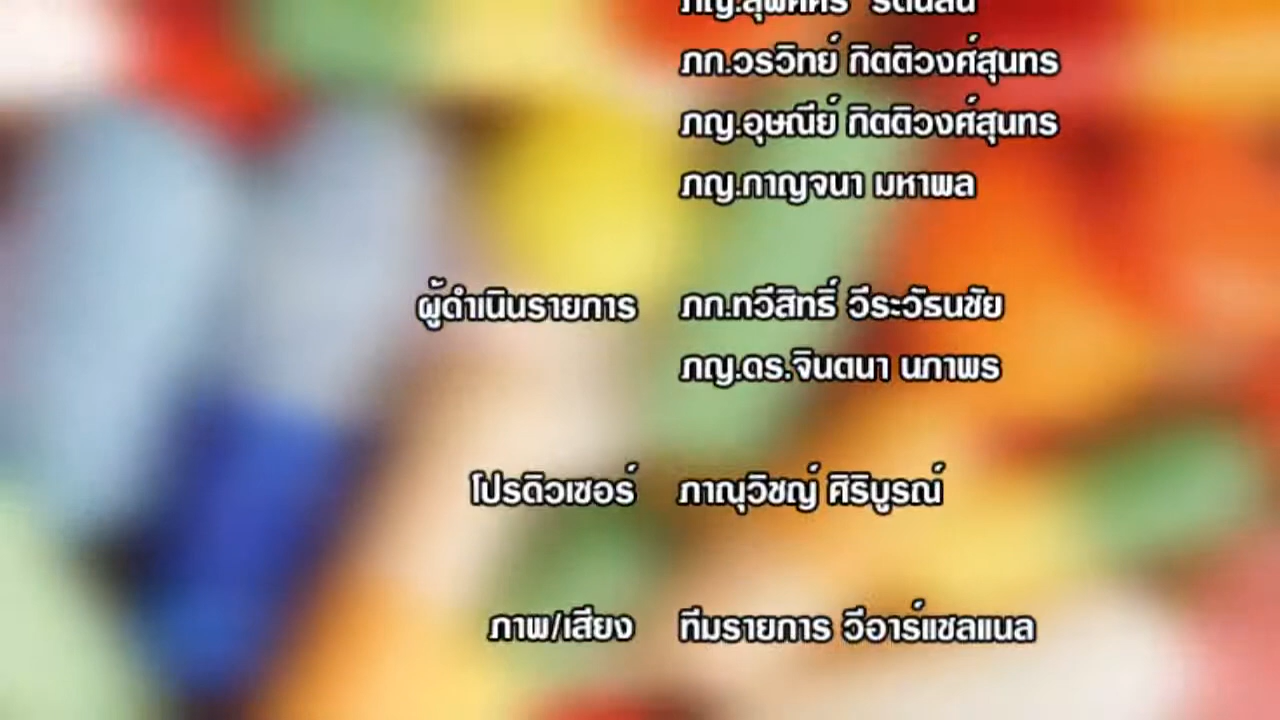 ภก.วรวิทย์ กิตติวงศ์สุนทร
ภญ.อุษณีย์ กิตติวงศ์สุนทร
ภญ.กาญจนา มหาพล
ผู้ดำเนินรายการ ภก.ทวีสิทธิ์ วีระวัธนชัย
ภญ.ดร.จินตนา นภาพร
โปรดิวเซอร์ ภาณุวิชญ์ ศิริบูรณ์
ภาพ/เสียง ทีมรายการ วีอาร์แชลแนล